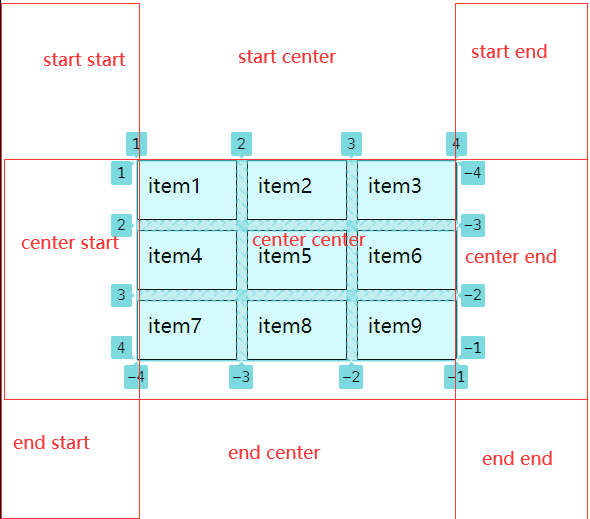 start start
start center
start end
1 2 3 4
1 -4
item1 item2 item3
2 -3
center start
center center
center end
item4 item5 item6
3 -2
item7 item8 item9
4 -1
-4 -3 -2 -1
end start
end center
end end